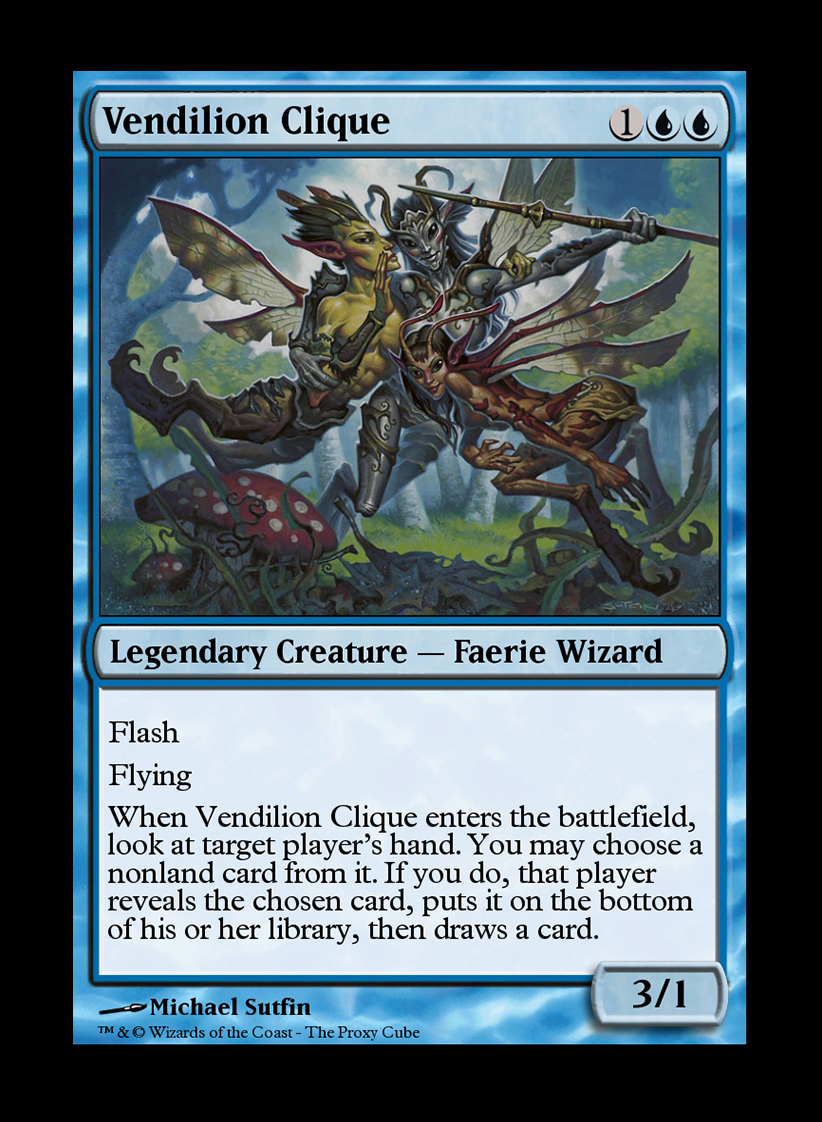 Vendilion Clique 1
SUTFIN
Legendary Creature — Faerie Wizard
Flash
Flying
When Vendilion Clique enters the battlefield,
look at target player’s hand. You may choose a
nonland card from it. If you do, that player
reveals the chosen card, puts it on the bottom
of his or her library, then draws a card.
3/1
Michael Sutfin
™ & © Wizards of the Coast - The Proxy Cube